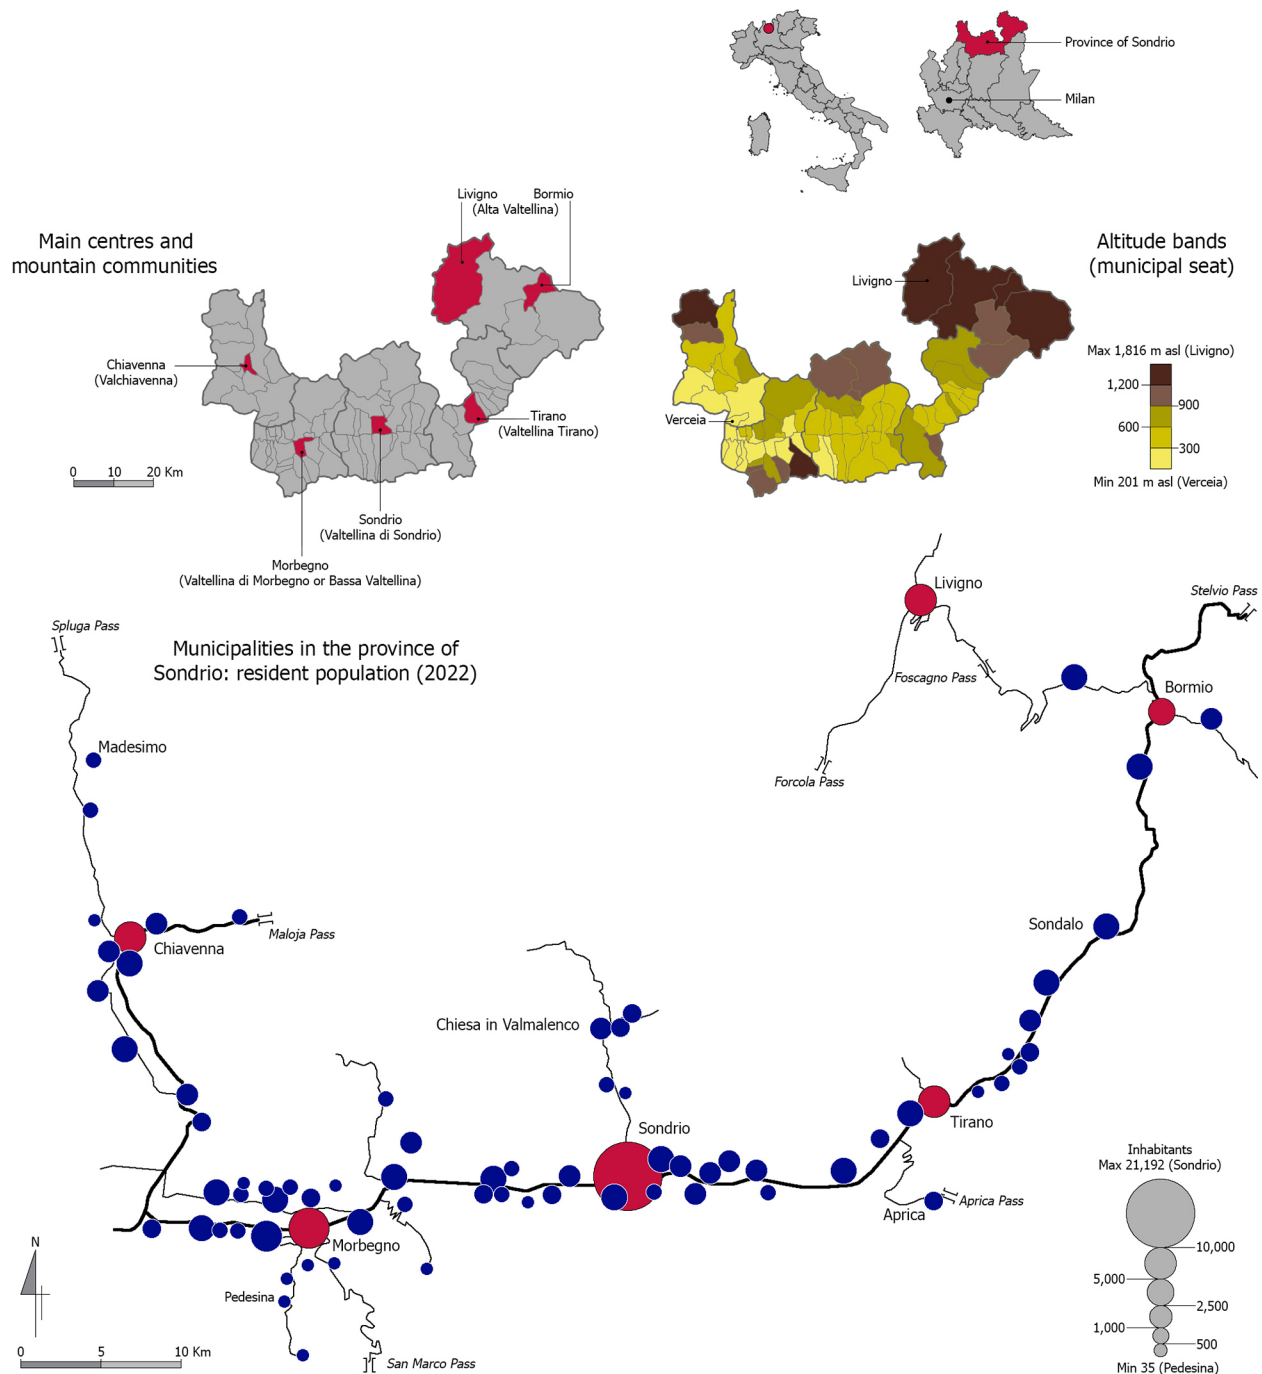 Province of Sondrio
Milan
Main centres and
mountain communities
Livigno
Bormio
(Alta Valtellina)
Chiavenna
(Valchiavenna)
Tirano
(Valtellina Tirano)
0 10 20 Km
Sondrio
(Valtellina di Sondrio)
Morbegno
(Valtellina di Morbegno or Bassa Valtellina)
Altitude bands
(municipal seat)
Livigno
Verceia
Max 1,816 m asl (Livigno)
1,200
900
600
300
Min 201 m asl (Verceia)
Municipalities in the province of
Sondrio: resident population (2022)
Spluga Pass
Madesimo
Chiavenna
Maloja Pass
Livigno
Stelvio Pass
Foscagno Pass
Bormio
Forcola Pass
Sondalo
Chiesa in Valmalenco
Sondrio
Tirano
Aprica
Aprica Pass
Morbegno
Pedesina
San Marco Pass
N
0 5 10 Km
Inhabitants
Max 21,192 (Sondrio)
10,000
5,000
2,500
1,000
500
Min 35 (Pedesina)